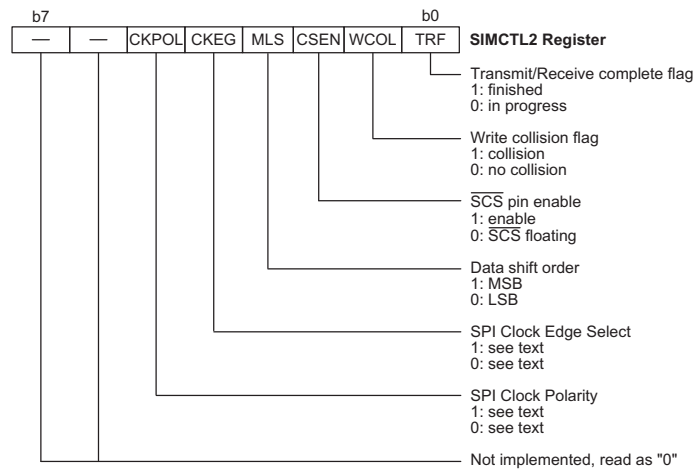 b7 b0
— — CKPOL CKEG MLS CSEN WCOL TRF SIMCTL2 Register
Transmit/Receive complete flag
1: finished
0: in progress
Write collision flag
1: collision
0: no collision
SCS pin enable
1: enable
0: SCS floating
Data shift order
1: MSB
0: LSB
SPI Clock Edge Select
1: see text
0: see text
SPI Clock Polarity
1: see text
0: see text
Not implemented, read as "0"